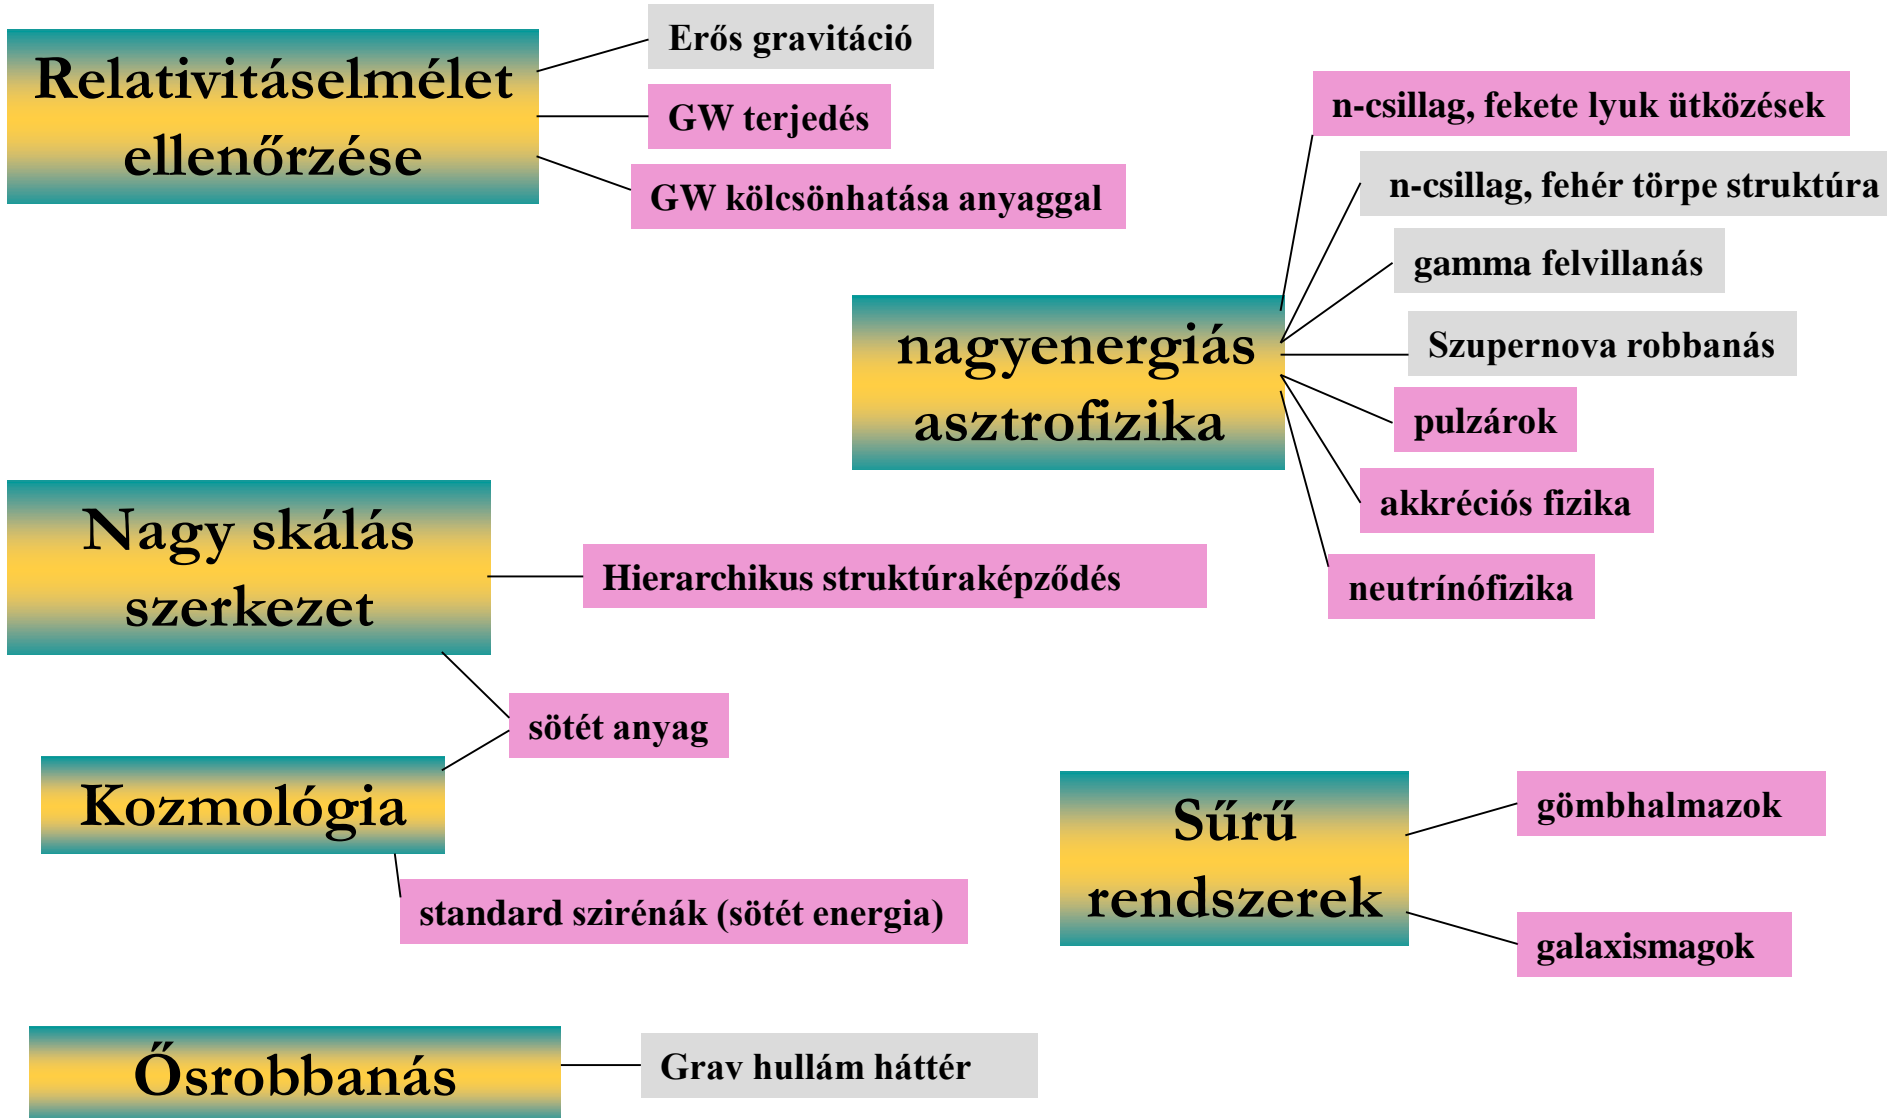 Relativitáselmélet
ellenőrzése
Erős gravitáció
GW terjedés
GW kölcsönhatása anyaggal
nagyenergiás
asztrofizika
n-csillag, fekete lyuk ütközések
n-csillag, fehér törpe struktúra
gamma felvillanás
Szupernova robbanás
pulzárok
akkréciós fizika
neutrínófizika
Nagy skálás
szerkezet
Hierarchikus struktúraképződés
sötét anyag
Kozmológia
standard szirénák (sötét energia)
Sűrű
rendszerek
gömbhalmazok
galaxismagok
Ősrobbanás
Grav hullám háttér